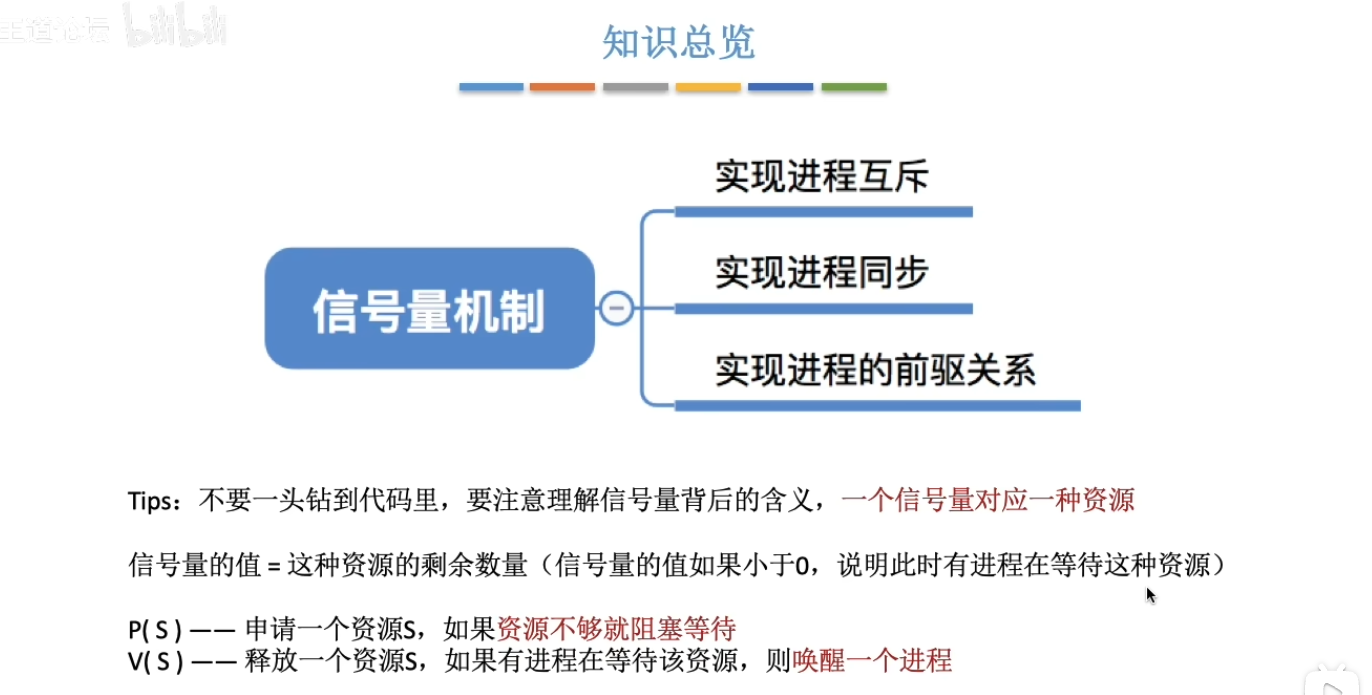 王道论坛 bilibili
知识总览
实现进程互斥
实现进程同步
信号量机制
实现进程的前驱关系
Tips：不要一头钻到代码里，要注意理解信号量背后的含义，一个信号量对应一种资源
信号量的值 = 这种资源的剩余数量（信号量的值如果小于0，说明此时有进程在等待这种资源）
P( S ) —— 申请一个资源S，如果资源不够就阻塞等待
V( S ) —— 释放一个资源S，如果有进程在等待该资源，则唤醒一个进程